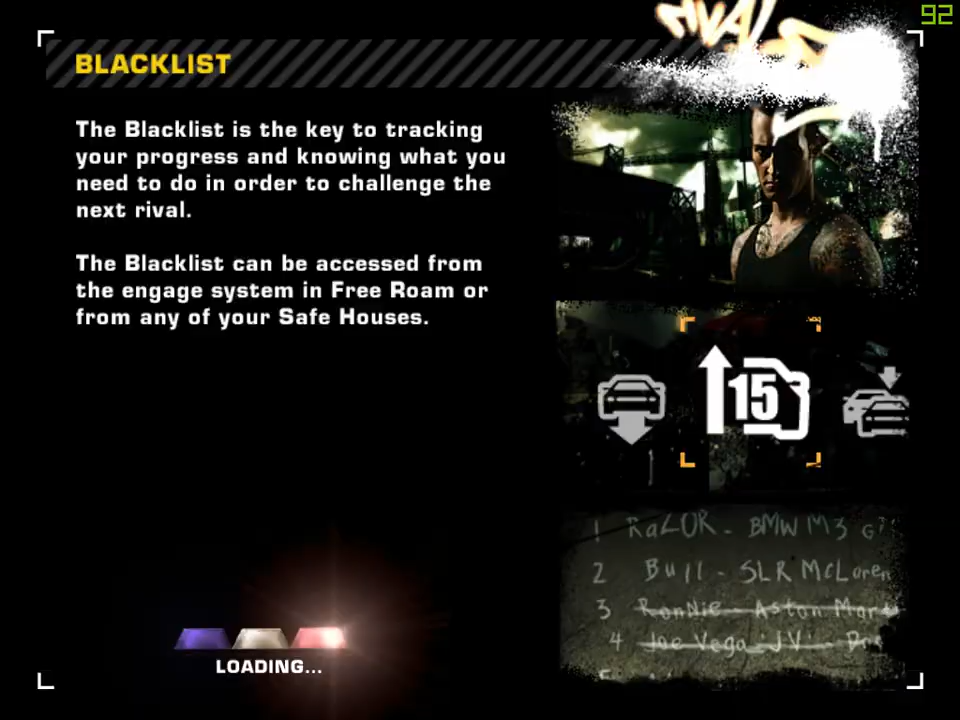 92
RIVAL
BLACKLIST
The Blacklist is the key to tracking
your progress and knowing what you
need to do in order to challenge the
next rival.
The Blacklist can be accessed from
the engage system in Free Roam or
from any of your Safe Houses.
15
1 RaZOR - BMW M3
2 Bull - SLR McLaren
3 RonNie - Aston Mar
4 Joe Vega 'JV' -
LOADING...